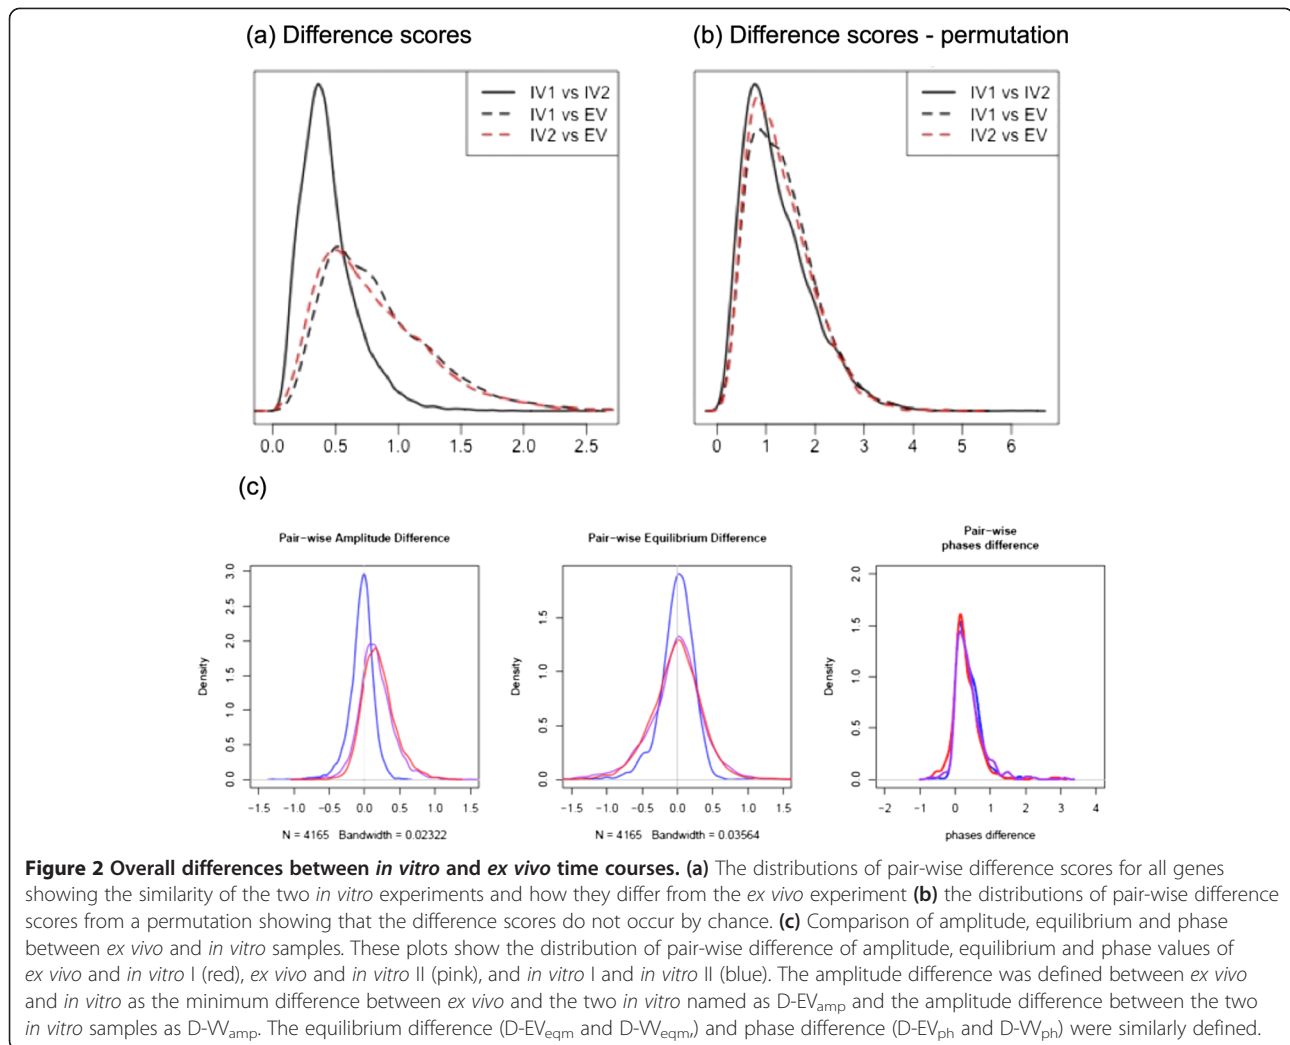 (a) Difference scores
(b) Difference scores - permutation
IV1 vs IV2
IV1 vs EV
IV2 vs EV
IV1 vs IV2
IV1 vs EV
IV2 vs EV
0.0 0.5 1.0 1.5 2.0 2.5
0 1 2 3 4 5 6
(c)
Pair-wise Amplitude Difference
Density
0.0 0.5 1.0 1.5 2.0 2.5 3.0
-1.5 -1.0 -0.5 0.0 0.5 1.0 1.5
N = 4165 Bandwidth = 0.02322
Pair-wise Equilibrium Difference
Density
0.0 0.5 1.0 1.5
-1.5 -1.0 -0.5 0.0 0.5 1.0 1.5
N = 4165 Bandwidth = 0.03564
Pair-wise
phases difference
Density
0.0 0.5 1.0 1.5 2.0
-2 -1 0 1 2 3 4
phases difference
Figure 2 Overall differences between in vitro and ex vivo time courses. (a) The distributions of pair-wise difference scores for all genes
showing the similarity of the two in vitro experiments and how they differ from the ex vivo experiment (b) the distributions of pair-wise difference
scores from a permutation showing that the difference scores do not occur by chance. (c) Comparison of amplitude, equilibrium and phase
between ex vivo and in vitro samples. These plots show the distribution of pair-wise difference of amplitude, equilibrium and phase values of
ex vivo and in vitro I (red), ex vivo and in vitro II (pink), and in vitro I and in vitro II (blue). The amplitude difference was defined between ex vivo
and in vitro as the minimum difference between ex vivo and the two in vitro named as D-EVamp and the amplitude difference between the two
in vitro samples as D-VVamp. The equilibrium difference (D-EVeqm and D-VVeqm,) and phase difference (D-EVph and D-VVph) were similarly defined.